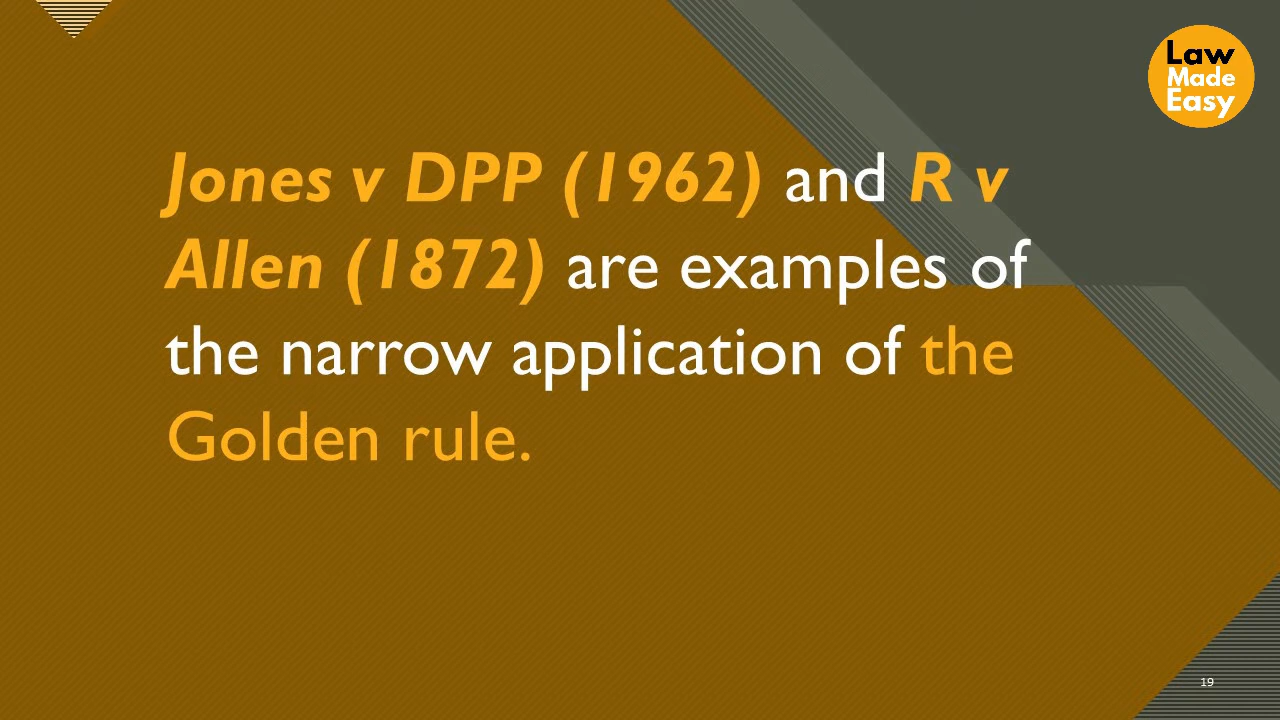 Law
Made
Easy
Jones v DPP (1962) and R v
Allen (1872) are examples of
the narrow application of the
Golden rule.
19